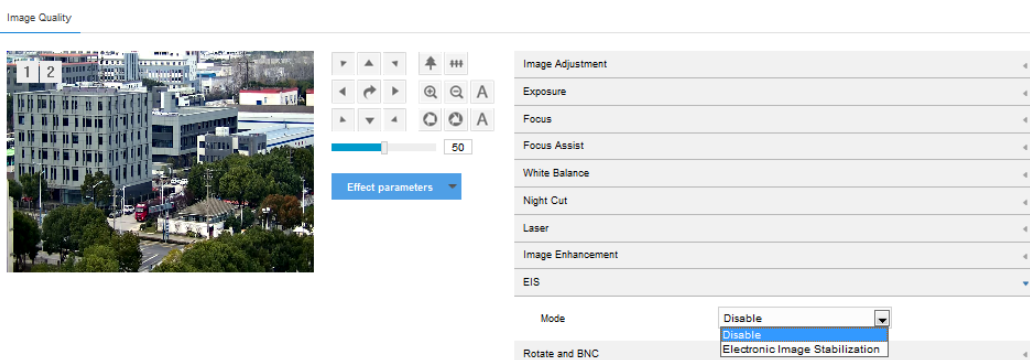 Image Quality
1 2
A
A
50
Effect parameters
Image Adjustment
Exposure
Focus
Focus Assist
White Balance
Night Cut
Laser
Image Enhancement
EIS
Mode
Disable
Disable
Electronic Image Stabilization
Rotate and BNC